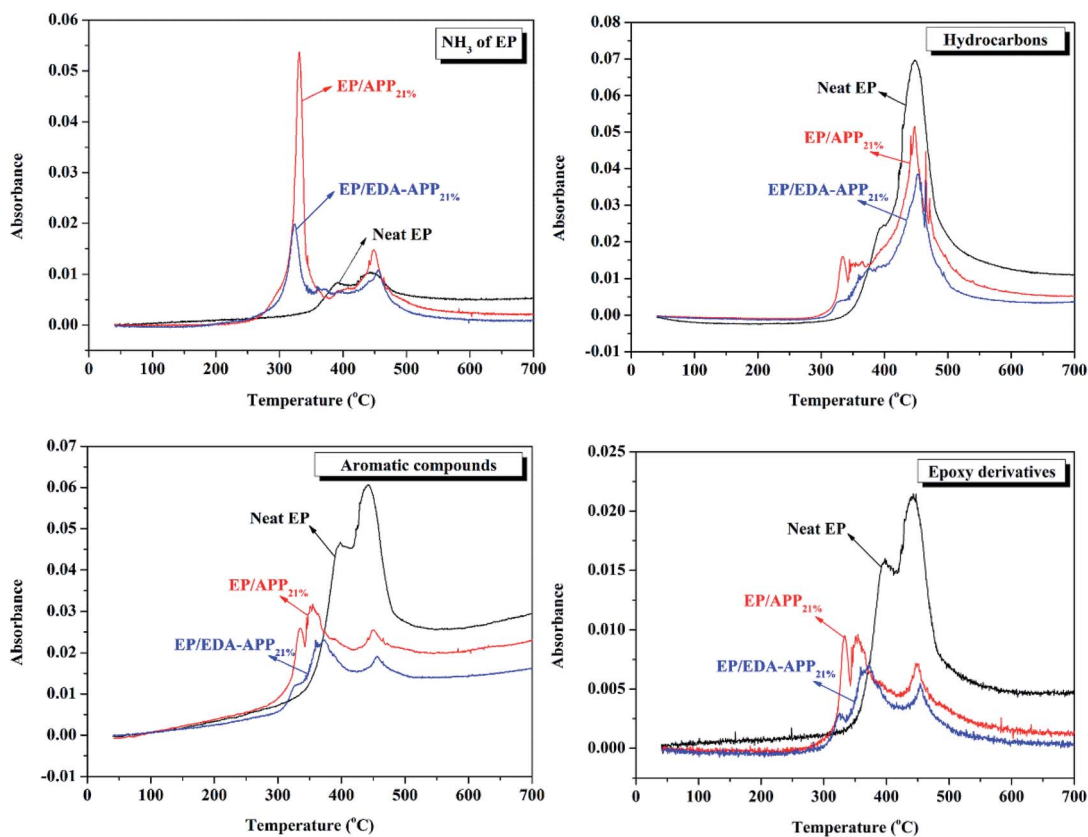 NH₃ of EP
EP/APP₂₁%
EP/EDA-APP₂₁%
Neat EP
Absorbance
0.06
0.05
0.04
0.03
0.02
0.01
0.00
0 100 200 300 400 500 600 700
Temperature (°C)
Hydrocarbons
Neat EP
EP/APP₂₁%
EP/EDA-APP₂₁%
Absorbance
0.08
0.07
0.06
0.05
0.04
0.03
0.02
0.01
0.00
-0.01
0 100 200 300 400 500 600 700
Temperature (°C)
Aromatic compounds
Neat EP
EP/APP₂₁%
EP/EDA-APP₂₁%
Absorbance
0.07
0.06
0.05
0.04
0.03
0.02
0.01
0.00
-0.01
0 100 200 300 400 500 600 700
Temperature (°C)
Epoxy derivatives
Neat EP
EP/APP₂₁%
EP/EDA-APP₂₁%
Absorbance
0.025
0.020
0.015
0.010
0.005
0.000
0 100 200 300 400 500 600 700
Temperature (°C)